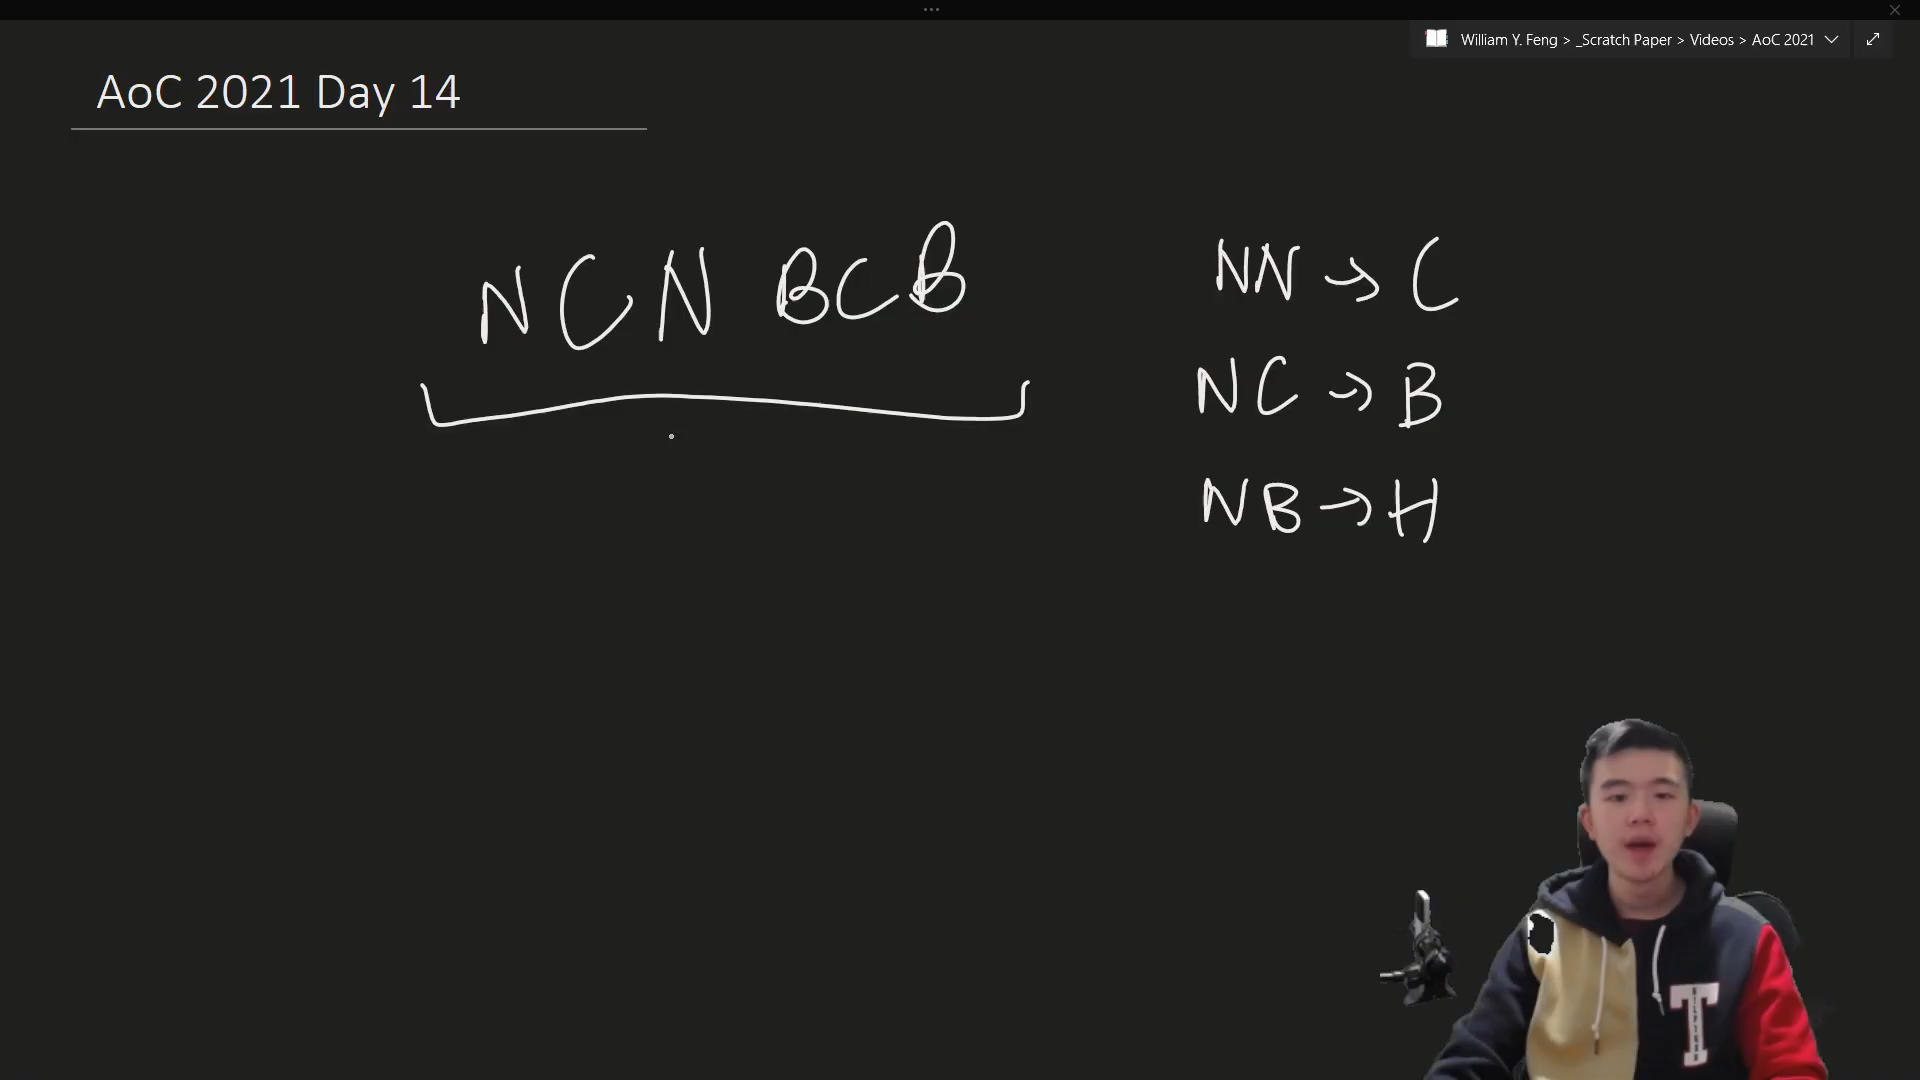 William Y. Feng > _Scratch Paper > Videos > AoC 2021
AoC 2021 Day 14
NCN BCB
NN → C
NC → B
NB → H
T